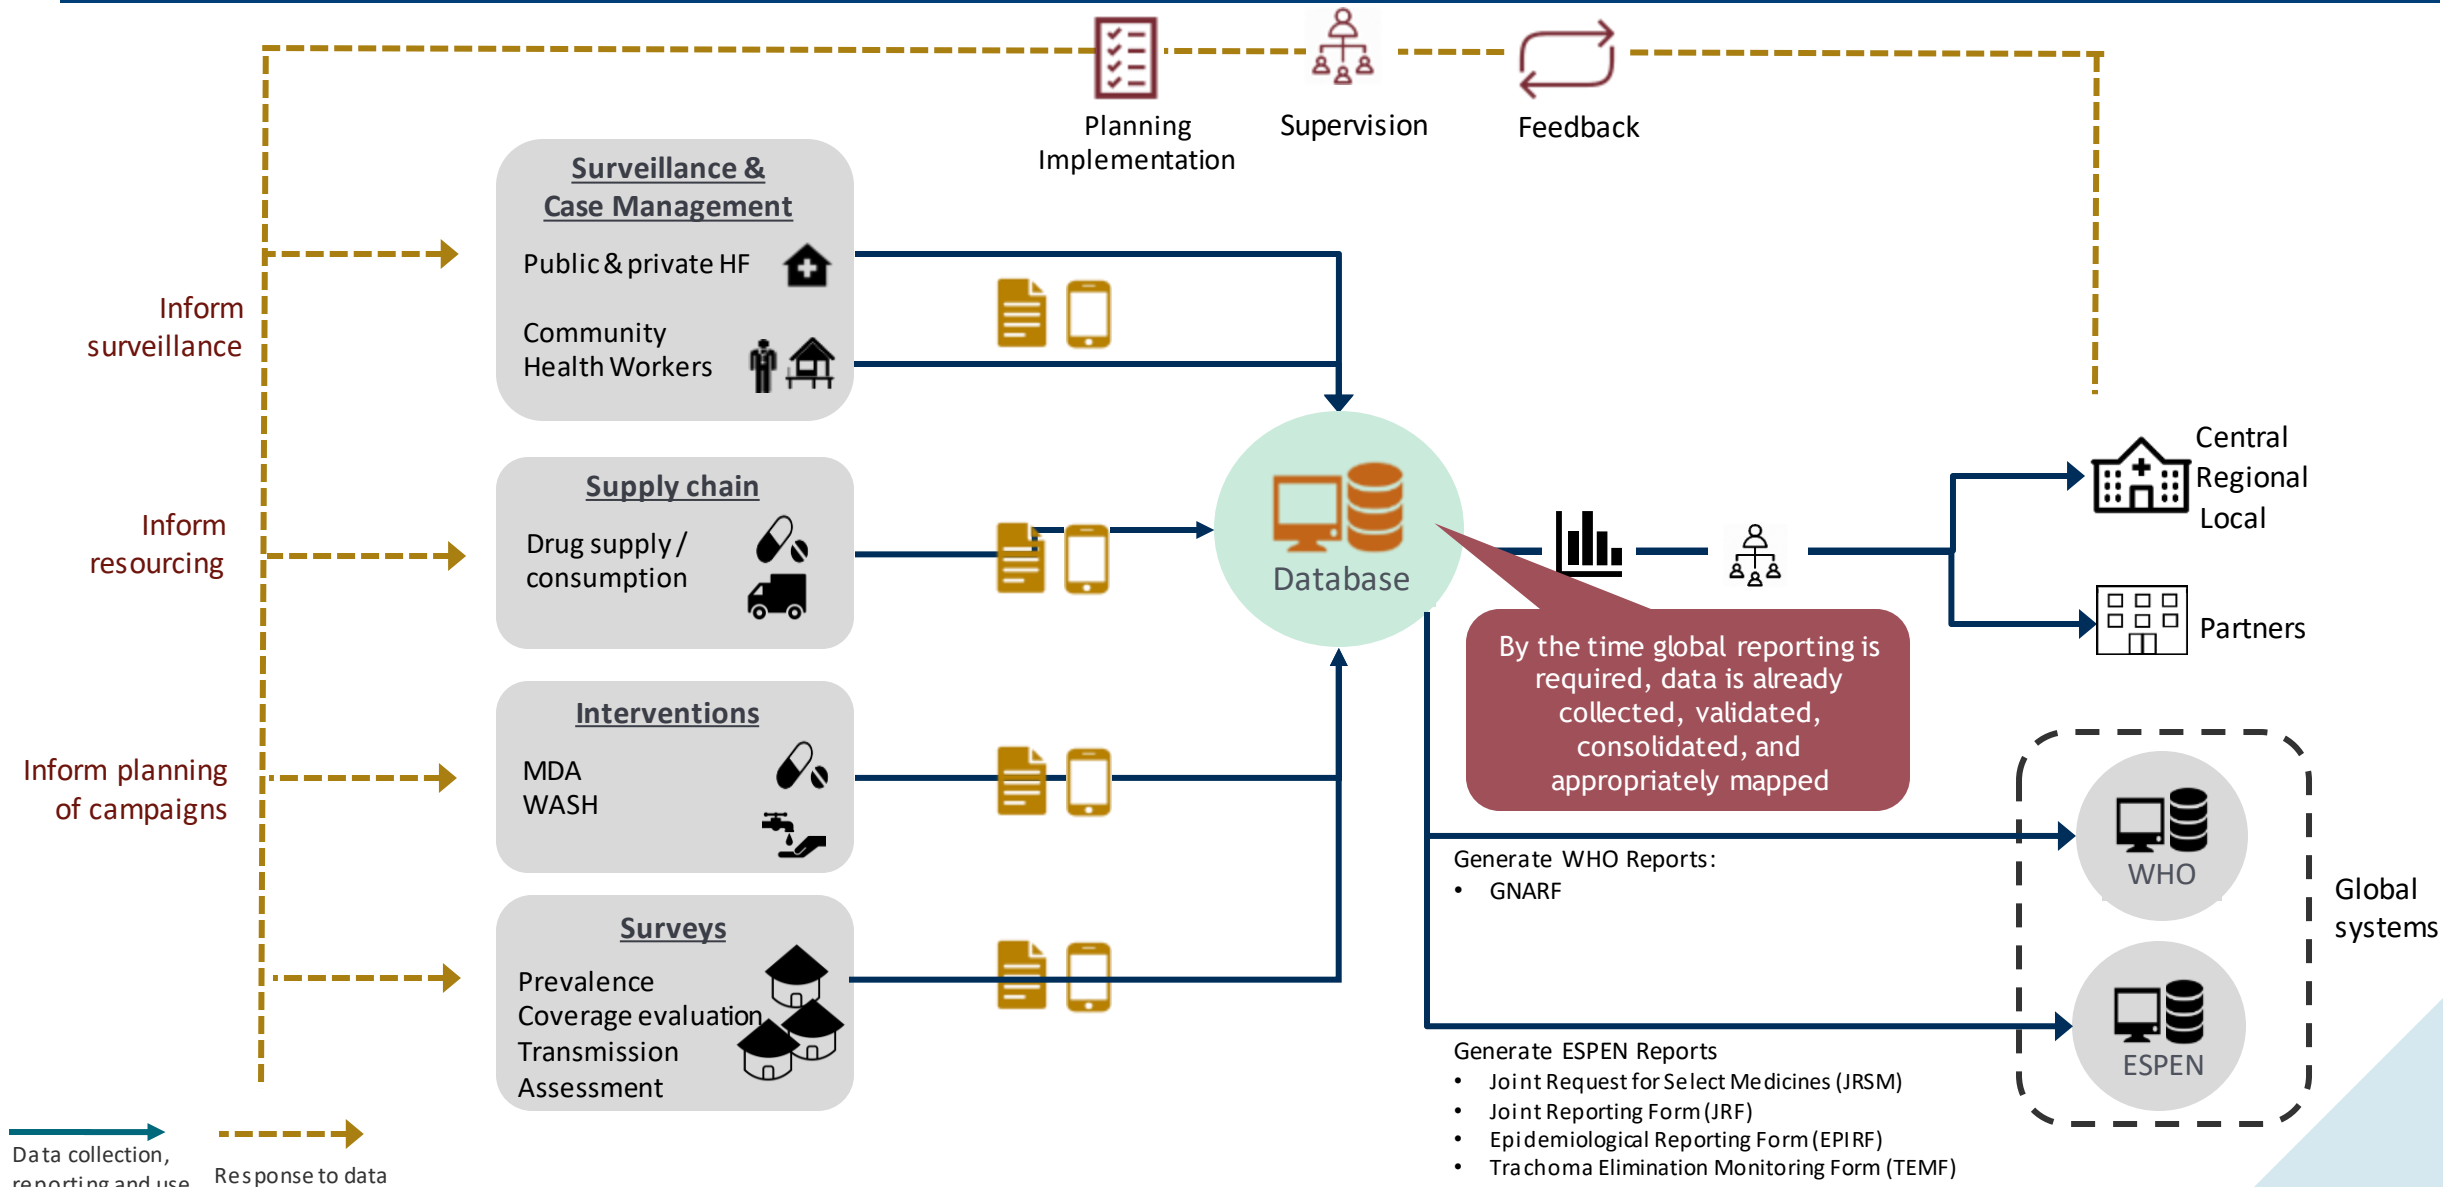 Planning
Implementation
Supervision
Feedback
Surveillance &
Case Management
Public & private HF
Community
Health Workers
Inform
surveillance
Supply chain
Drug supply /
consumption
Inform
resourcing
Interventions
MDA
WASH
Inform planning
of campaigns
Surveys
Prevalence
Coverage evaluation
Transmission
Assessment
Database
By the time global reporting is
required, data is already
collected, validated,
consolidated, and
appropriately mapped
Central
Regional
Local
Partners
Generate WHO Reports:
• GNARF
WHO
Global
systems
ESPEN
Generate ESPEN Reports
• Joint Request for Select Medicines (JRSM)
• Joint Reporting Form (JRF)
• Epidemiological Reporting Form (EPIRF)
• Trachoma Elimination Monitoring Form (TEMF)
Data collection,
reporting and use
Response to data